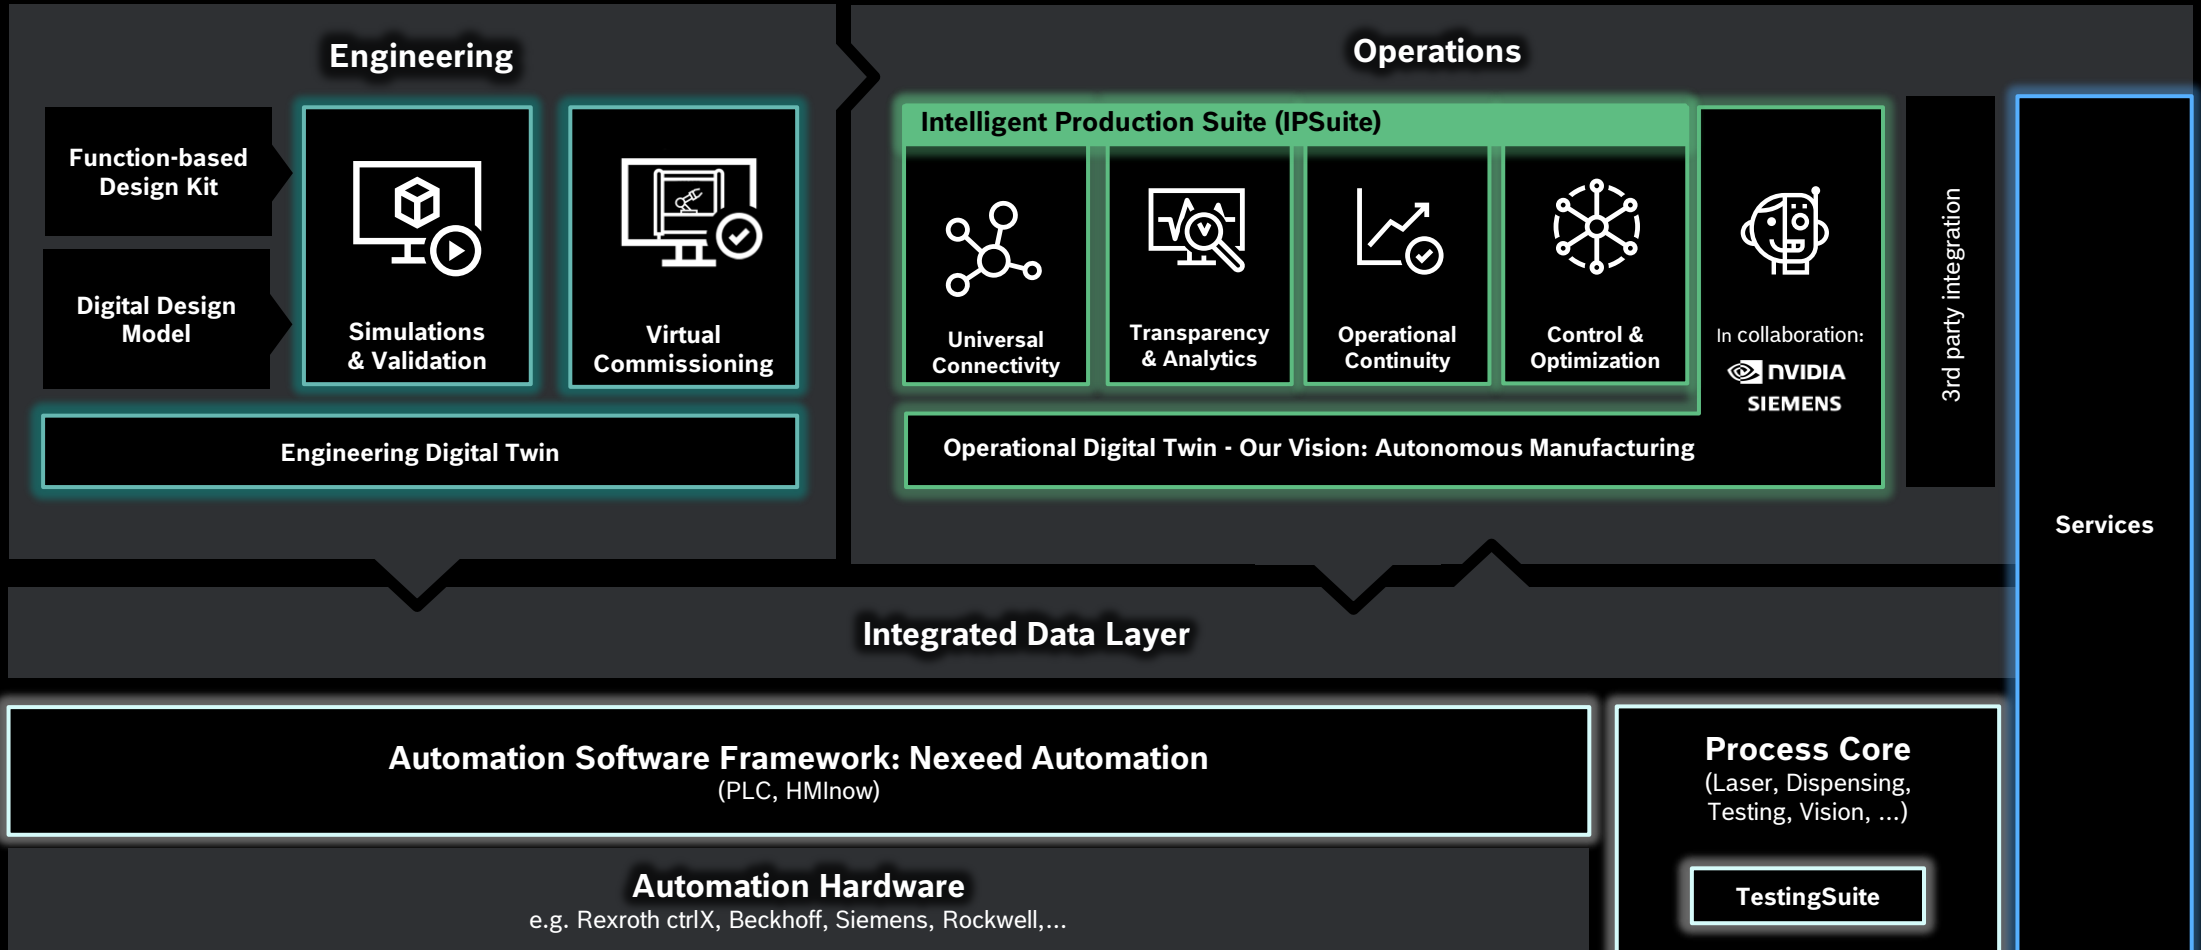 Engineering
Function-based
Design Kit
Digital Design
Model
Simulations
& Validation
Virtual
Commissioning
Engineering Digital Twin
Operations
Intelligent Production Suite (IPSuite)
Universal
Connectivity
Transparency
& Analytics
Operational
Continuity
Control &
Optimization
In collaboration:
NVIDIA
SIEMENS
Operational Digital Twin - Our Vision: Autonomous Manufacturing
3rd party integration
Services
Integrated Data Layer
Automation Software Framework: Nexeed Automation
(PLC, HMInow)
Process Core
(Laser, Dispensing,
Testing, Vision, ...)
TestingSuite
Automation Hardware
e.g. Rexroth ctrlX, Beckhoff, Siemens, Rockwell,...